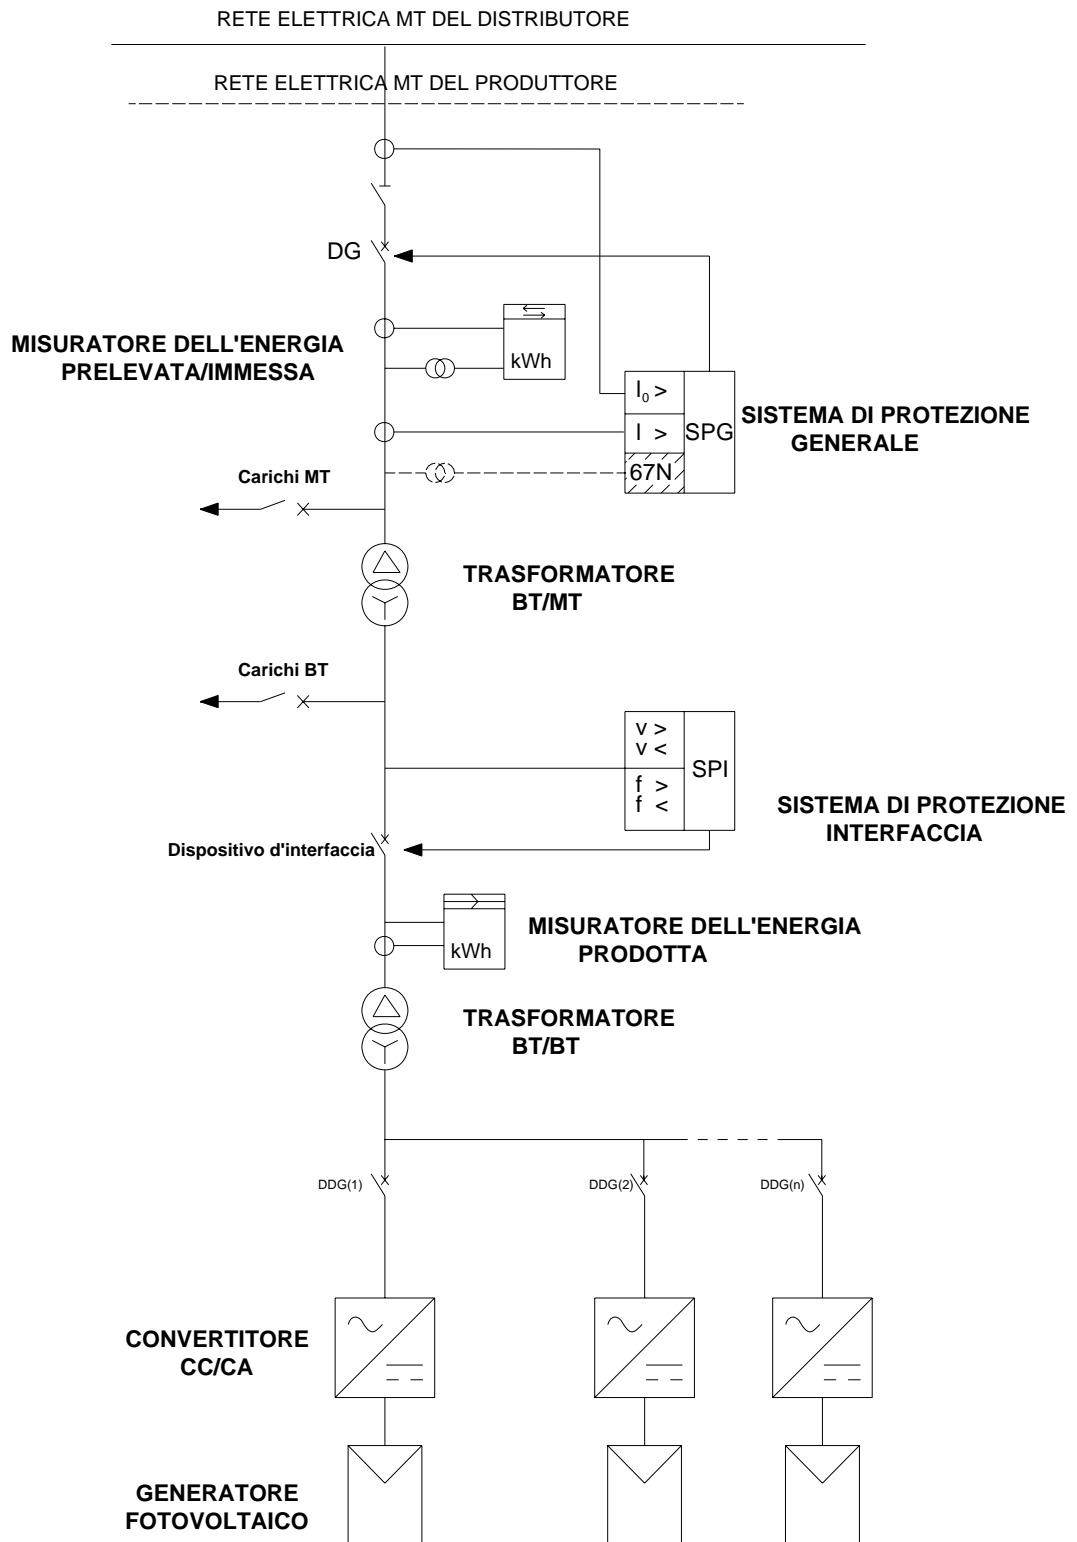 RETE ELETTRICA MT DEL DISTRIBUTORE
RETE ELETTRICA MT DEL PRODUTTORE
DG
MISURATORE DELL'ENERGIA
PRELEVATA/IMMESSA
kWh
I0 >
I >
67N
SPG
SISTEMA DI PROTEZIONE
GENERALE
Carichi MT
TRASFORMATORE
BT/MT
Carichi BT
v >
v <
f >
f <
SPI
SISTEMA DI PROTEZIONE
INTERFACCIA
Dispositivo d'interfaccia
kWh
MISURATORE DELL'ENERGIA
PRODOTTA
TRASFORMATORE
BT/BT
DDG(1)
DDG(2)
DDG(n)
CONVERTITORE
CC/CA
GENERATORE
FOTOVOLTAICO